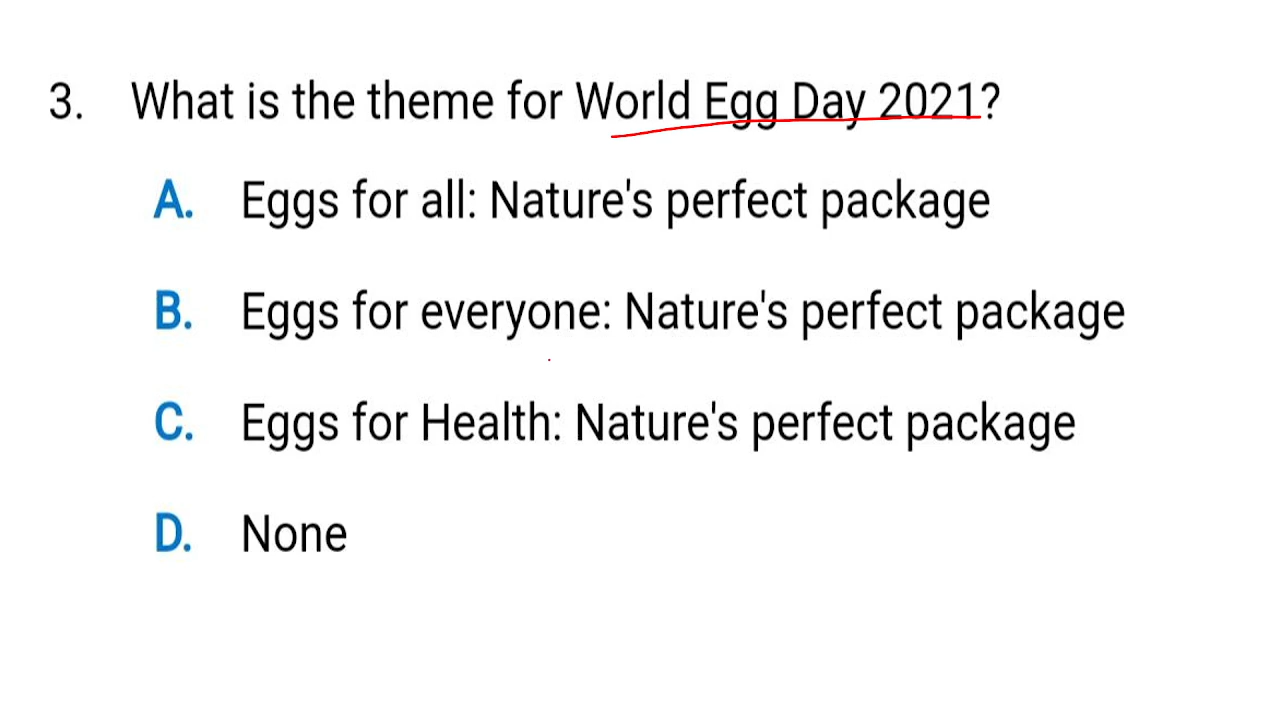 3. What is the theme for World Egg Day 2021?
A. Eggs for all: Nature's perfect package
B. Eggs for everyone: Nature's perfect package
C. Eggs for Health: Nature's perfect package
D. None